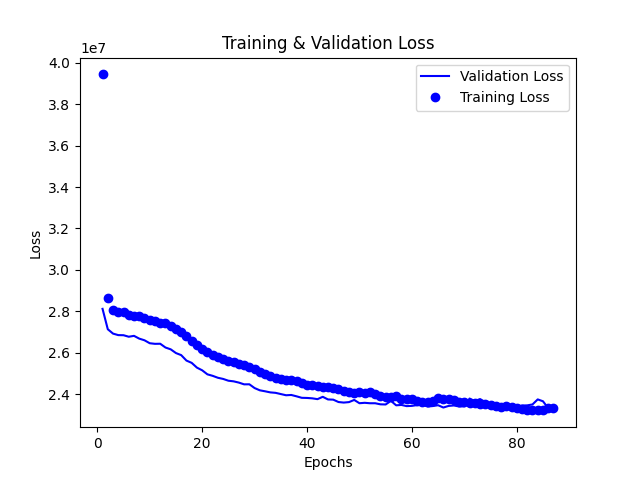 Training & Validation Loss
1e7
Validation Loss
Training Loss
4.0
3.8
3.6
3.4
3.2
3.0
2.8
2.6
2.4
Loss
0 20 40 60 80
Epochs